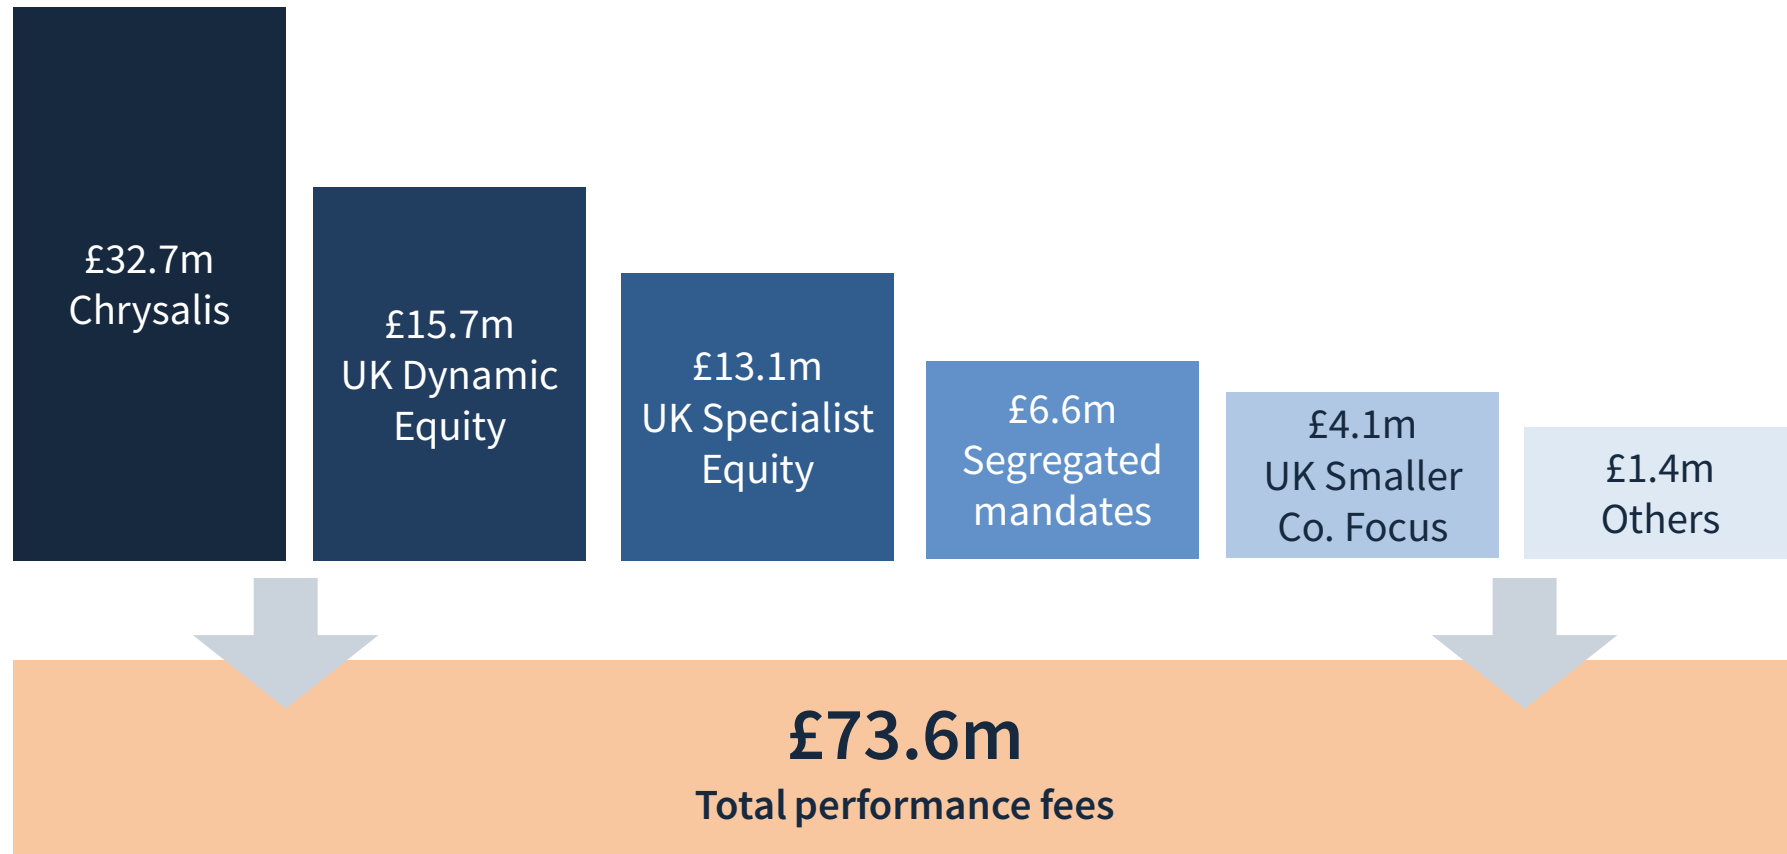 £32.7m
Chrysalis
£15.7m
UK Dynamic
Equity
£13.1m
UK Specialist
Equity
£6.6m
Segregated
mandates
£4.1m
UK Smaller
Co. Focus
£1.4m
Others
£73.6m
Total performance fees